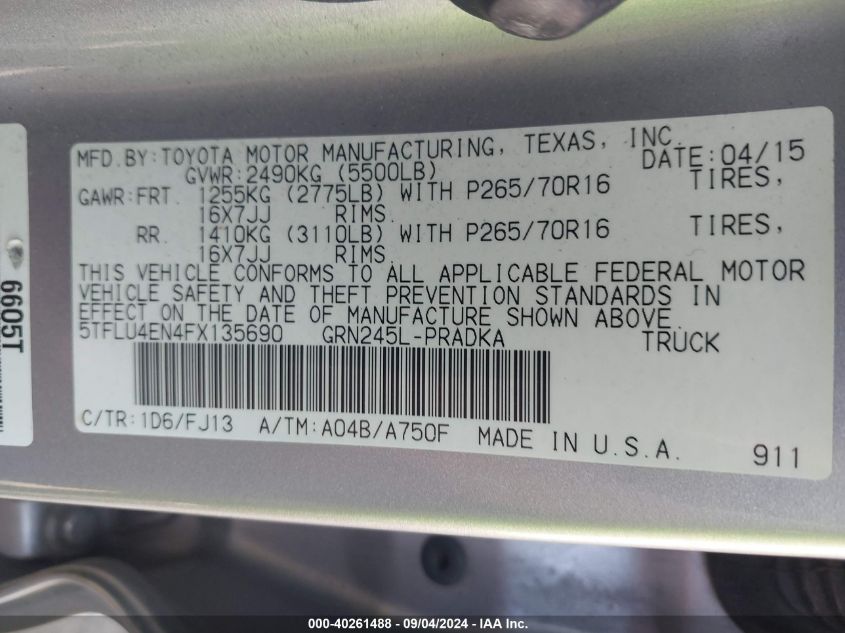 MFD.BY:TOYOTA MOTOR MANUFACTURING, TEXAS, INC. DATE:04/15
GVWR:2490KG (5500LB)
GAWR:FRT. 1255KG (2775LB) WITH P265/70R16 TIRES,
16X7JJ RIMS.
RR. 1410KG (3110LB) WITH P265/70R16 TIRES,
16X7JJ RIMS.
THIS VEHICLE CONFORMS TO ALL APPLICABLE FEDERAL MOTOR
VEHICLE SAFETY AND THEFT PREVENTION STANDARDS IN
EFFECT ON THE DATE OF MANUFACTURE SHOWN ABOVE.
5TFLU4EN4FX135690 GRN245L-PRADKA TRUCK
C/TR:1D6/FJ13 A/TM:A04B/A750F MADE IN U.S.A. 911
6605T
000-40261488 - 09/04/2024 - IAA Inc.